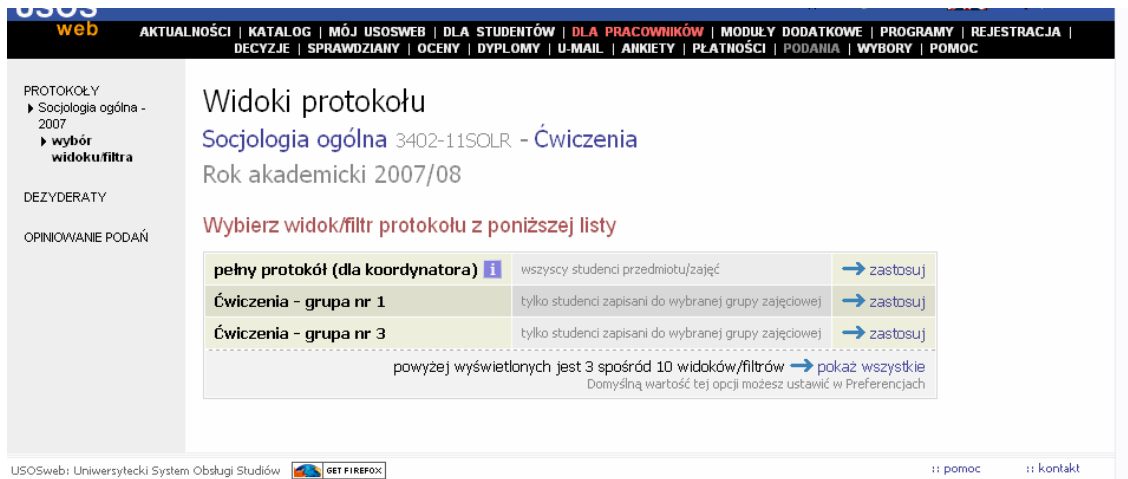 USOS
web
AKTUALNOŚCI | KATALOG | MÓJ USOSWEB | DLA STUDENTÓW | DLA PRACOWNIKÓW | MODUŁY DODATKOWE | PROGRAMY | REJESTRACJA |
DECYZJE | SPRAWDZIANY | OCENY | DYPLOMY | U-MAIL | ANKIETY | PŁATNOŚCI | PODANIA | WYBORY | POMOC
PROTOKOŁY
Socjologia ogólna -
2007
wybór
widoku/filtra
DEZYDERATY
OPINIOWANIE PODAŃ
Widoki protokołu
Socjologia ogólna 3402-11SOLR - Ćwiczenia
Rok akademicki 2007/08
Wybierz widok/filtr protokołu z poniższej listy
pełny protokół (dla koordynatora) i wszyscy studenci przedmiotu/zajęć → zastosuj
Ćwiczenia - grupa nr 1 tylko studenci zapisani do wybranej grupy zajęciowej → zastosuj
Ćwiczenia - grupa nr 3 tylko studenci zapisani do wybranej grupy zajęciowej → zastosuj
powyżej wyświetlonych jest 3 spośród 10 widoków/filtrów → pokaż wszystkie
Domyślną wartość tej opcji możesz ustawić w Preferencjach
USOSweb: Uniwersytecki System Obsługi Studiów GET FIREFOX :: pomoc :: kontakt